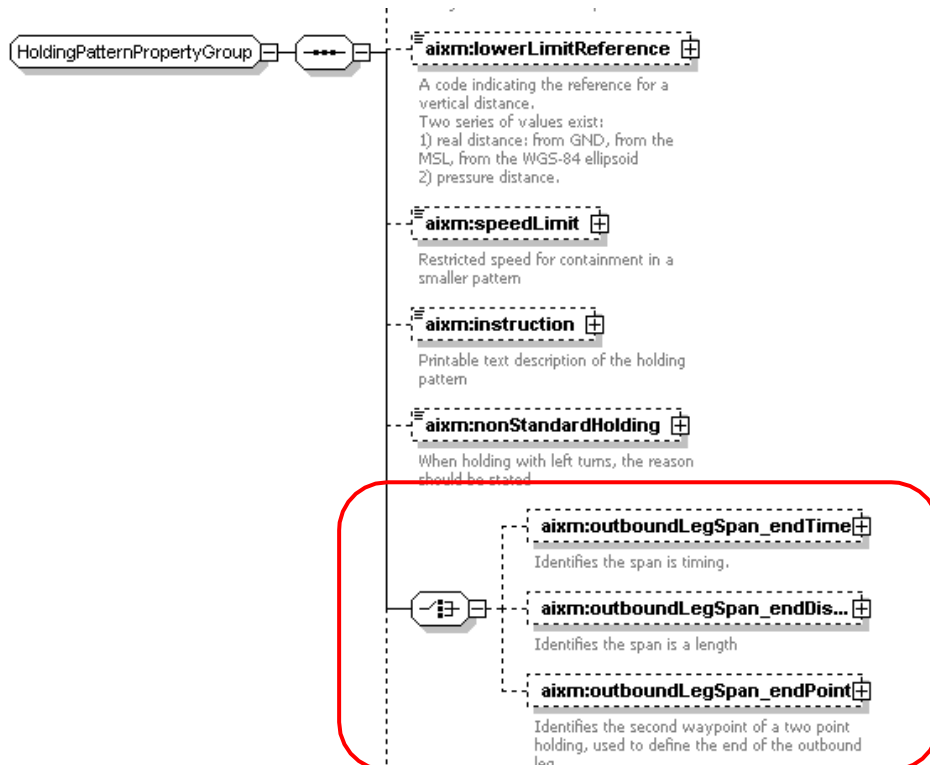 HoldingPatternPropertyGroup
aixm:lowerLimitReference
A code indicating the reference for a
vertical distance.
Two series of values exist:
1) real distance: from GND, from the
MSL, from the WGS-84 ellipsoid
2) pressure distance.
aixm:speedLimit
Restricted speed for containment in a
smaller pattern
aixm:instruction
Printable text description of the holding
pattern
aixm:nonStandardHolding
When holding with left turns, the reason
should be stated
aixm:outboundLegSpan_endTime
Identifies the span is timing.
aixm:outboundLegSpan_endDis...
Identifies the span is a length
aixm:outboundLegSpan_endPoint
Identifies the second waypoint of a two point
holding, used to define the end of the outbound
leg